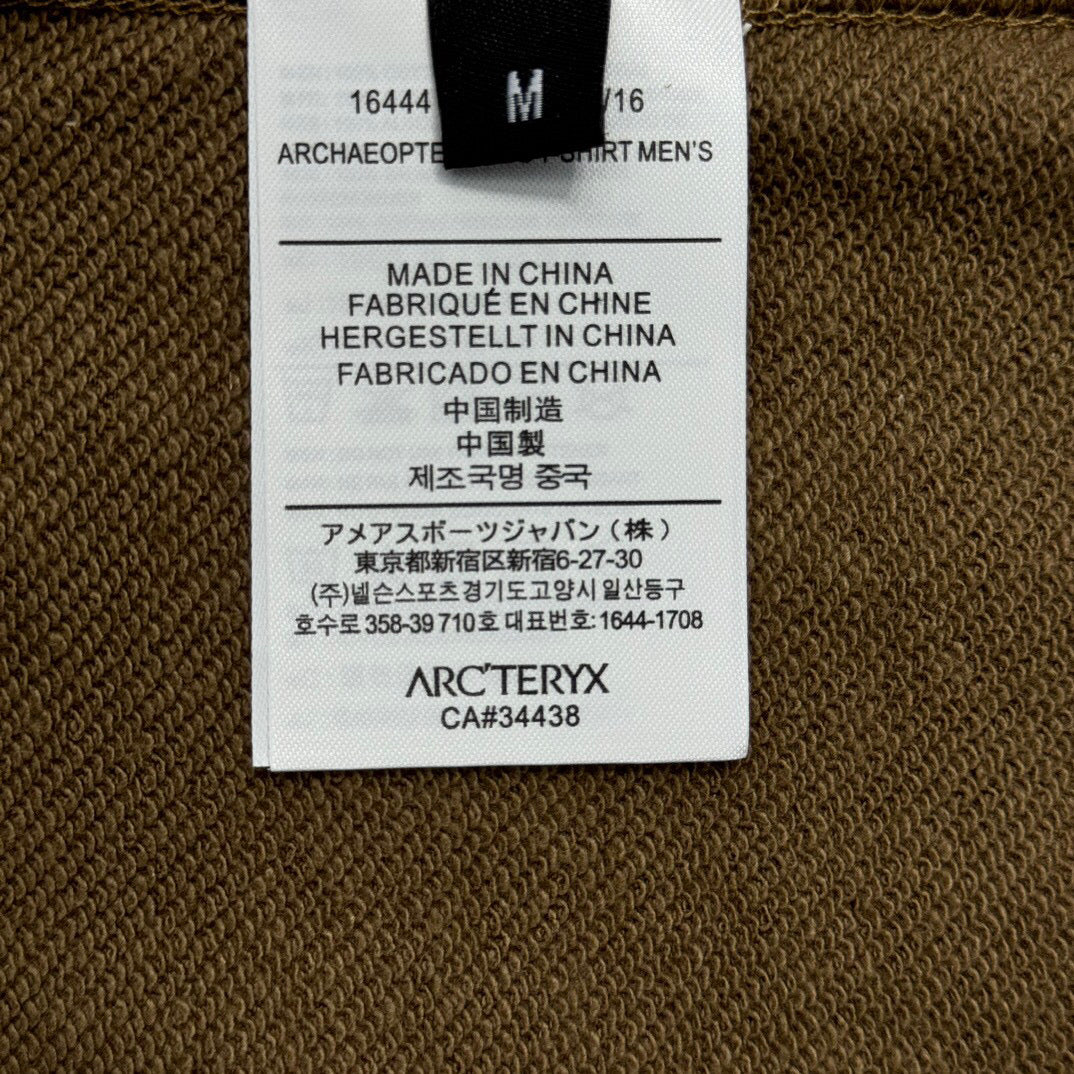 M
16444 /16
ARCHAEOPTE SHIRT MEN'S
MADE IN CHINA
FABRIQUÉ EN CHINE
HERGESTELLT IN CHINA
FABRICADO EN CHINA
中国制造
中国製
제조국명 중국
アメアスポーツジャパン（株）
東京都新宿区新宿6-27-30
(주)넬슨스포츠경기도고양시 일산동구
호수로 358-39 710호 대표번호: 1644-1708
ARC'TERYX
CA#34438